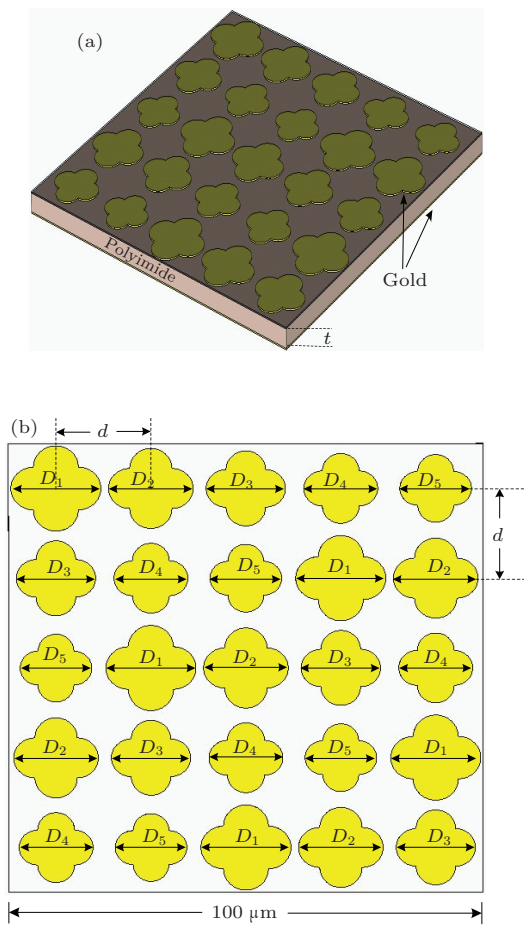 (a)
Polyimide
Gold
t
(b)
d
D₁ D₂ D₃ D₄ D₅
d
D₃ D₄ D₅ D₁ D₂
D₅ D₁ D₂ D₃ D₄
D₂ D₃ D₄ D₅ D₁
D₄ D₅ D₁ D₂ D₃
100 μm